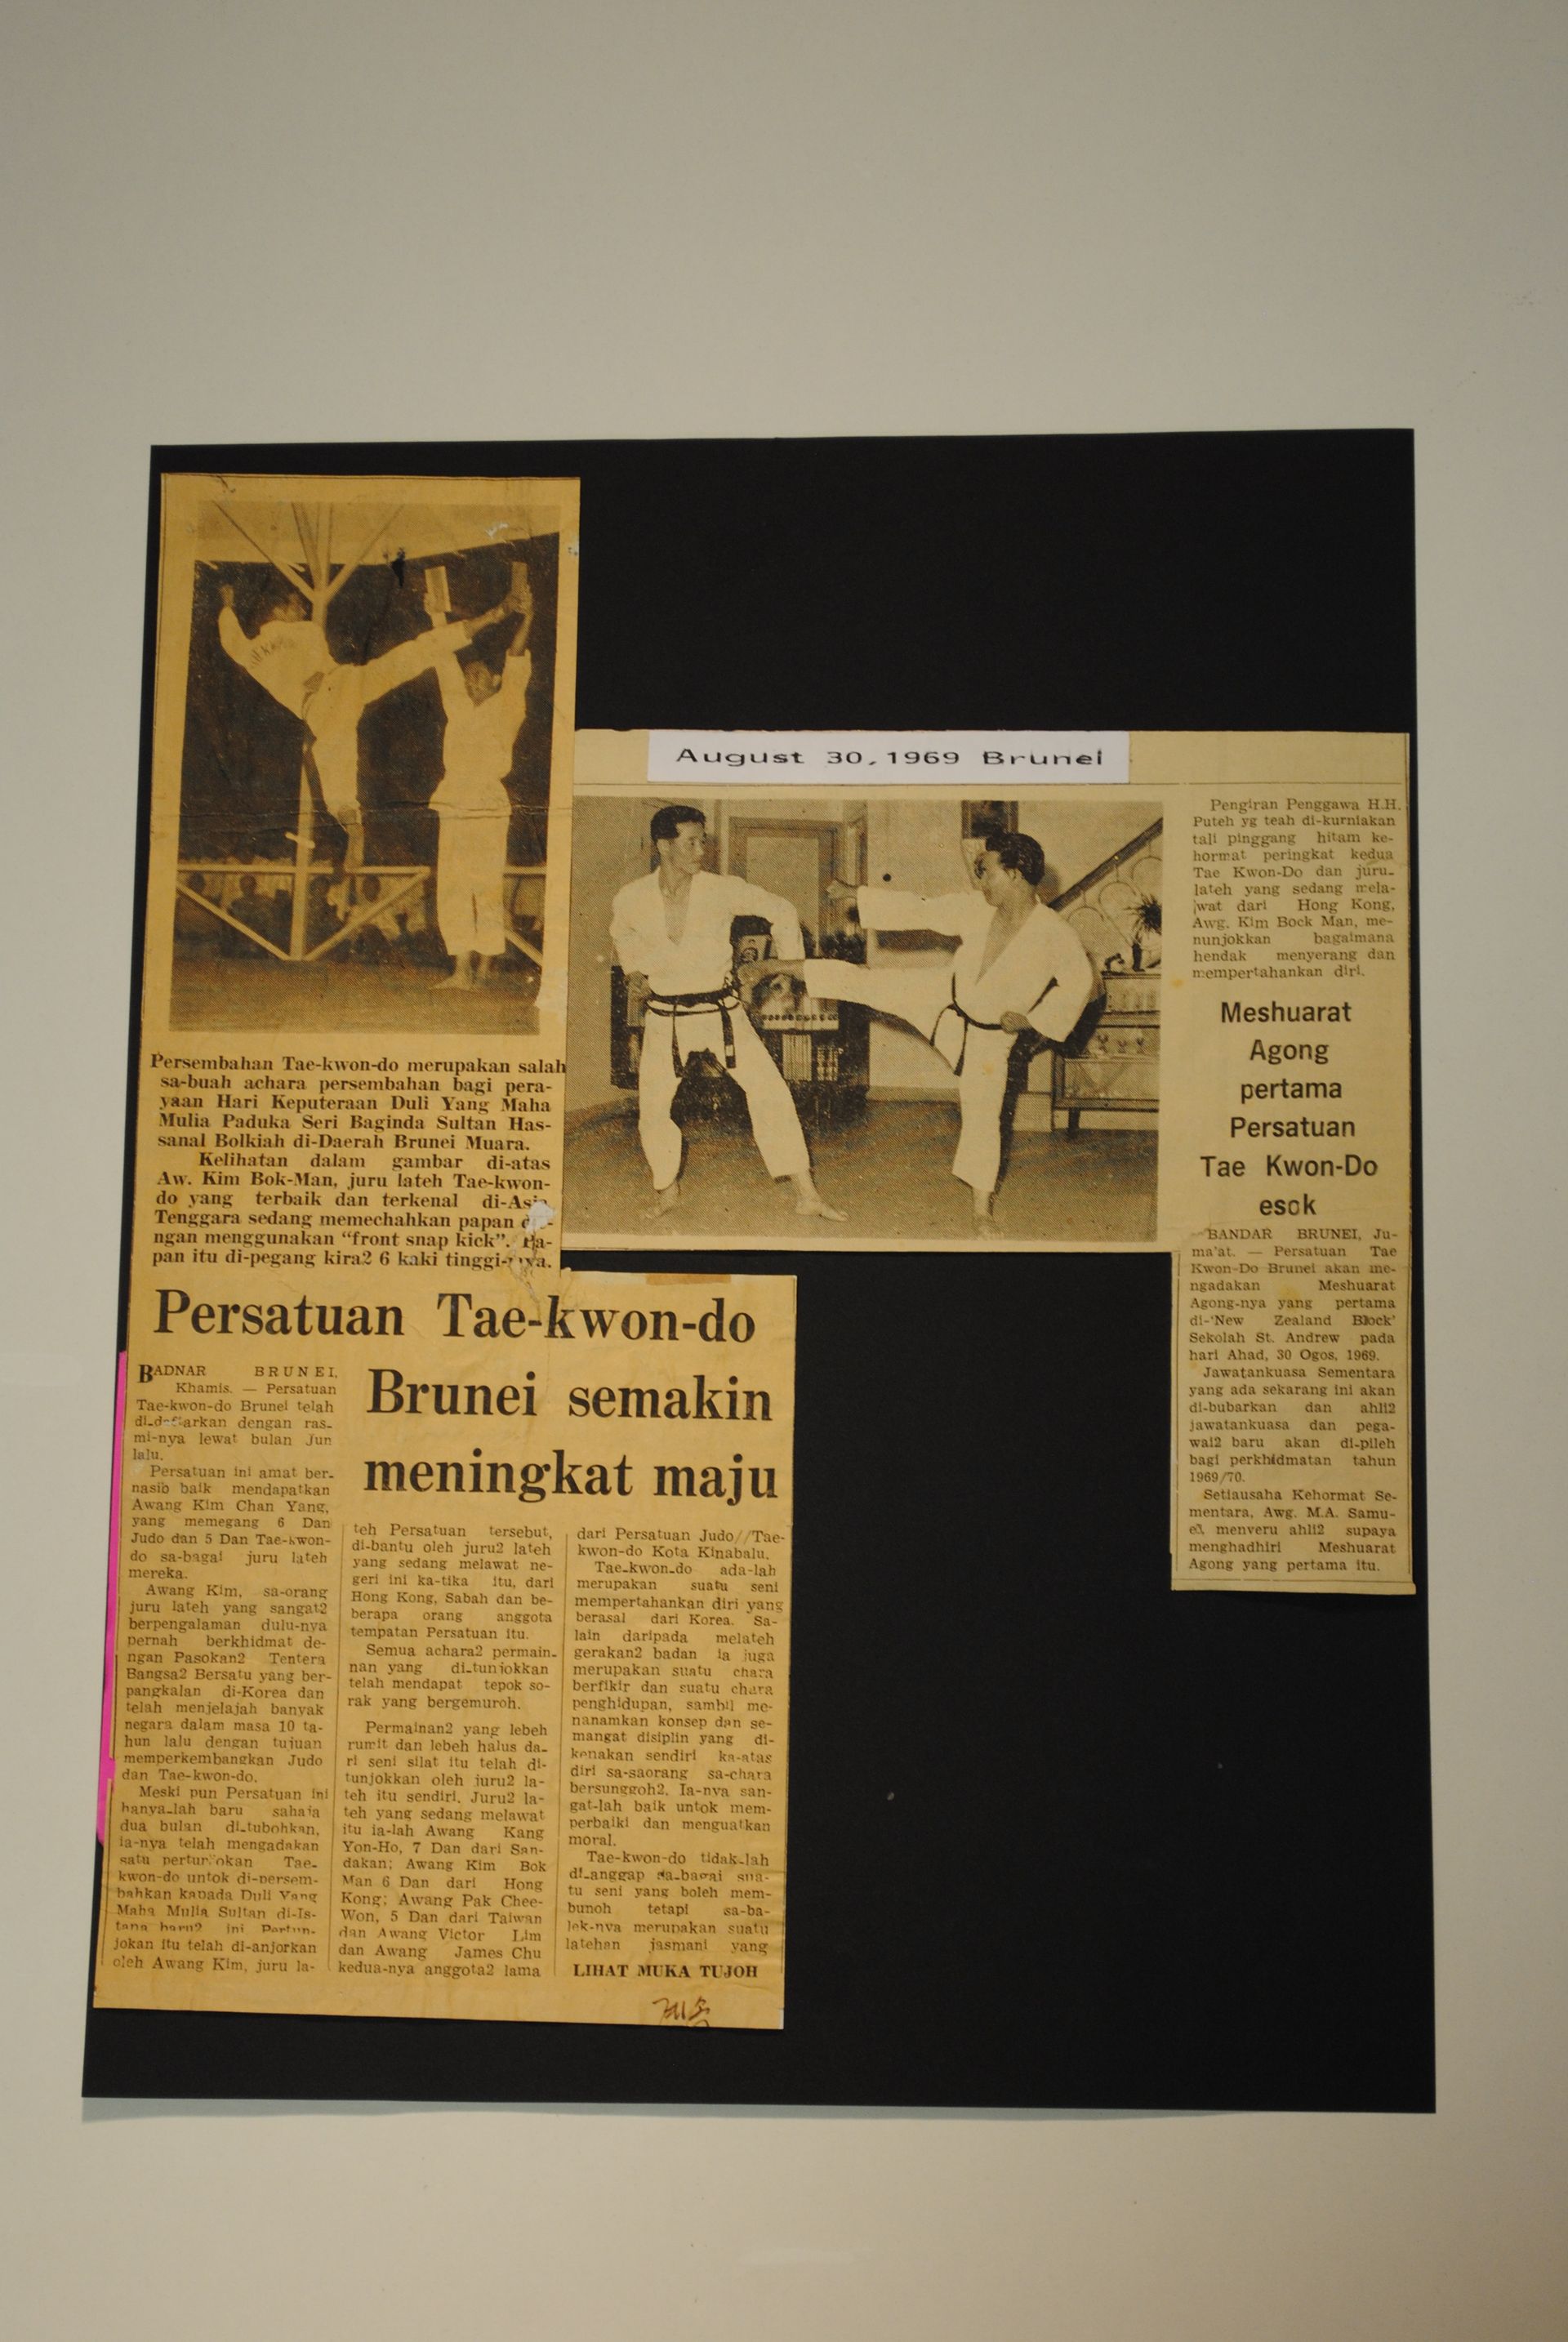 Persembahan Tae-kwon-do merupakan salah
sa-buah achara persembahan bagi pera-
yaan Hari Keputeraan Duli Yang Maha
Mulia Paduka Seri Baginda Sultan Has-
sanal Bolkiah di-Daerah Brunei Muara.
Kelihatan dalam gambar di-atas
Aw. Kim Bok-Man, juru lateh Tae-kwon-
do yang terbaik dan terkenal di-Asia
Tenggara sedang memechahkan papan
ngan menggunakan "front snap kick". Pa-
pan itu di-pegang kira2 6 kaki tinggi-nya.
Persatuan Tae-kwon-do
Brunei semakin
meningkat maju
BADNAR BRUNEI,
Khamis. — Persatuan
Tae-kwon-do Brunei telah
di-daftarkan dengan ras-
mi-nya lewat bulan Jun
lalu.
Persatuan ini amat ber-
nasib baik mendapatkan
Awang Kim Chan Yang,
yang memegang 6 Dan
Judo dan 5 Dan Tae-kwon-
do sa-bagai juru lateh
mereka.
Awang Kim, sa-orang
juru lateh yang sangat2
berpengalaman dulu-nya
pernah berkhidmat de-
ngan Pasokan2 Tentera
Bangsa2 Bersatu yang ber-
pangkalan di-Korea dan
telah menjelajah banyak
negara dalam masa 10 ta-
hun lalu dengan tujuan
memperkembangkan Judo
dan Tae-kwon-do.
Meski pun Persatuan ini
hanya-lah baru sahaja
dua bulan di-tubohkan,
ia-nya telah mengadakan
satu pertunjokan Tae-
kwon-do untok di-persem-
bahkan kapada Duli Yang
Maha Mulia Sultan di-Is-
tana baru2 ini Pertun-
jokan itu telah di-anjorkan
oleh Awang Kim, juru la-
teh Persatuan tersebut,
di-bantu oleh juru2 lateh
yang sedang melawat ne-
geri ini ka-tika itu, dari
Hong Kong, Sabah dan be-
berapa orang anggota
tempatan Persatuan itu.
Semua achara2 permain-
nan yang di-tunjokkan
telah mendapat tepok so-
rak yang bergemuroh.
Permainan2 yang lebeh
rumit dan lebeh halus da-
ri seni silat itu telah di-
tunjokkan oleh juru2 la-
teh itu sendiri. Juru2 la-
teh yang sedang melawat
itu ia-lah Awang Kang
Yon-Ho, 7 Dan dari San-
dakan; Awang Kim Bok
Man 6 Dan dari Hong
Kong; Awang Pak Chee-
Won, 5 Dan dari Taiwan
dan Awang Victor Lim
dan Awang James Chu
kedua-nya anggota2 lama
dari Persatuan Judo//Tae-
kwon-do Kota Kinabalu.
Tae-kwon-do ada-lah
merupakan suatu seni
mempertahankan diri yang
berasal dari Korea. Sa-
lain daripada melateh
gerakan2 badan ia juga
merupakan suatu chara
berfikir dan suatu chara
penghidupan, sambil me-
nanamkan konsep dan se-
mangat disiplin yang di-
kenakan sendiri ka-atas
diri sa-saorang sa-chara
bersunggoh2. Ia-nya san-
gat-lah baik untok mem-
perbaiki dan menguatkan
moral.
Tae-kwon-do tidak-lah
di-anggap sa-bagai sua-
tu seni yang boleh mem-
bunoh tetapi sa-ba-
lek-nya merupakan suatu
latehan jasmani yang
LIHAT MUKA TUJOH
계속
August 30,1969 Brunei
Pengiran Penggawa H.H.
Puteh yg teah di-kurniakan
tali pinggang hitam ke-
hormat peringkat kedua
Tae Kwon-Do dan juru-
lateh yang sedang mela-
wat dari Hong Kong,
Awg. Kim Bock Man, me-
nunjokkan bagaimana
hendak menyerang dan
mempertahankan diri.
Meshuarat
Agong
pertama
Persatuan
Tae Kwon-Do
esok
BANDAR BRUNEI, Ju-
ma'at. — Persatuan Tae
Kwon-Do Brunei akan me-
ngadakan Meshuarat
Agong-nya yang pertama
di-'New Zealand Block'
Sekolah St. Andrew pada
hari Ahad, 30 Ogos, 1969.
Jawatankuasa Sementara
yang ada sekarang ini akan
di-bubarkan dan ahli2
jawatankuasa dan pega-
wai2 baru akan di-pileh
bagi perkhidmatan tahun
1969/70.
Setiausaha Kehormat Se-
mentara, Awg. M.A. Samu-
el menyeru ahli2 supaya
menghadhiri Meshuarat
Agong yang pertama itu.